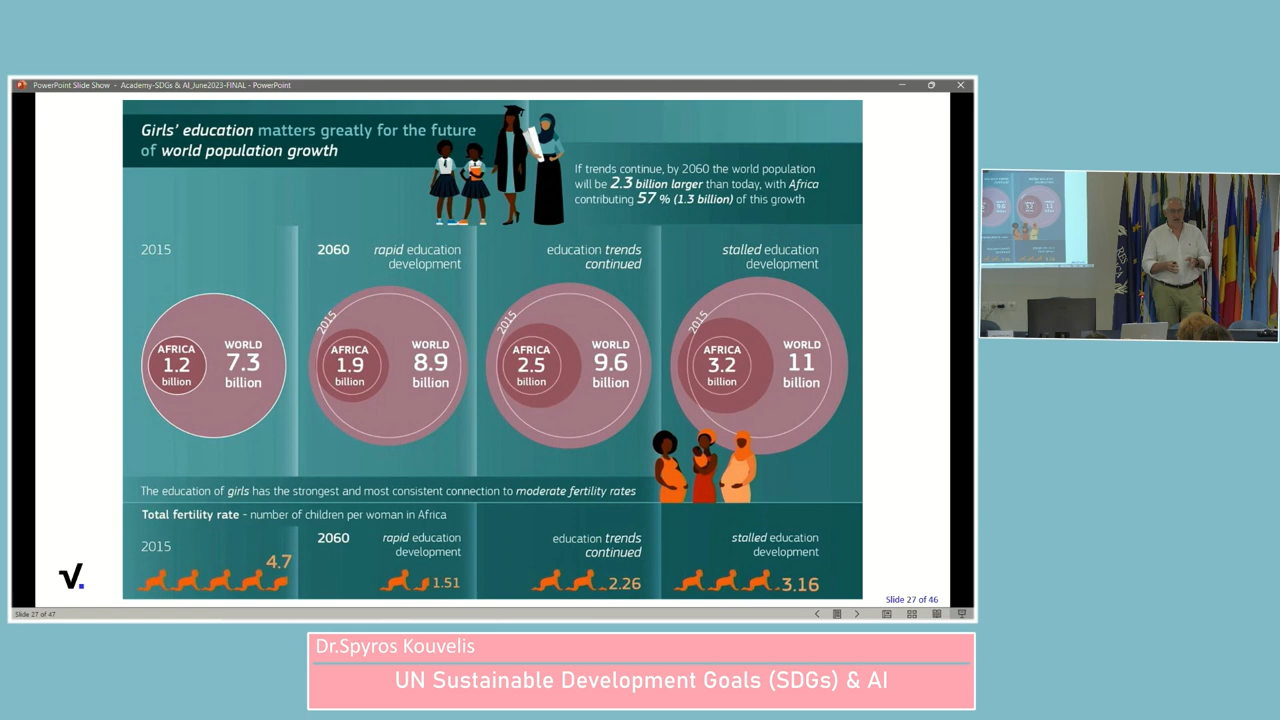 PowerPoint Slide Show - Academy-SDGs & AI_June2023-FINAL - PowerPoint
Girls' education matters greatly for the future
of world population growth
If trends continue, by 2060 the world population
will be 2.3 billion larger than today, with Africa
contributing 57 % (1.3 billion) of this growth
2015
2060
rapid education
development
education trends
continued
stalled education
development
AFRICA
1.2
billion
WORLD
7.3
billion
2015
AFRICA
1.9
billion
WORLD
8.9
billion
2015
AFRICA
2.5
billion
WORLD
9.6
billion
2015
AFRICA
3.2
billion
WORLD
11
billion
The education of girls has the strongest and most consistent connection to moderate fertility rates
Total fertility rate - number of children per woman in Africa
2015
4.7
2060
rapid education
development
1.51
education trends
continued
2.26
stalled education
development
3.16
√.
Slide 27 of 46
Slide 27 of 47
Dr.Spyros Kouvelis
UN Sustainable Development Goals (SDGs) & AI